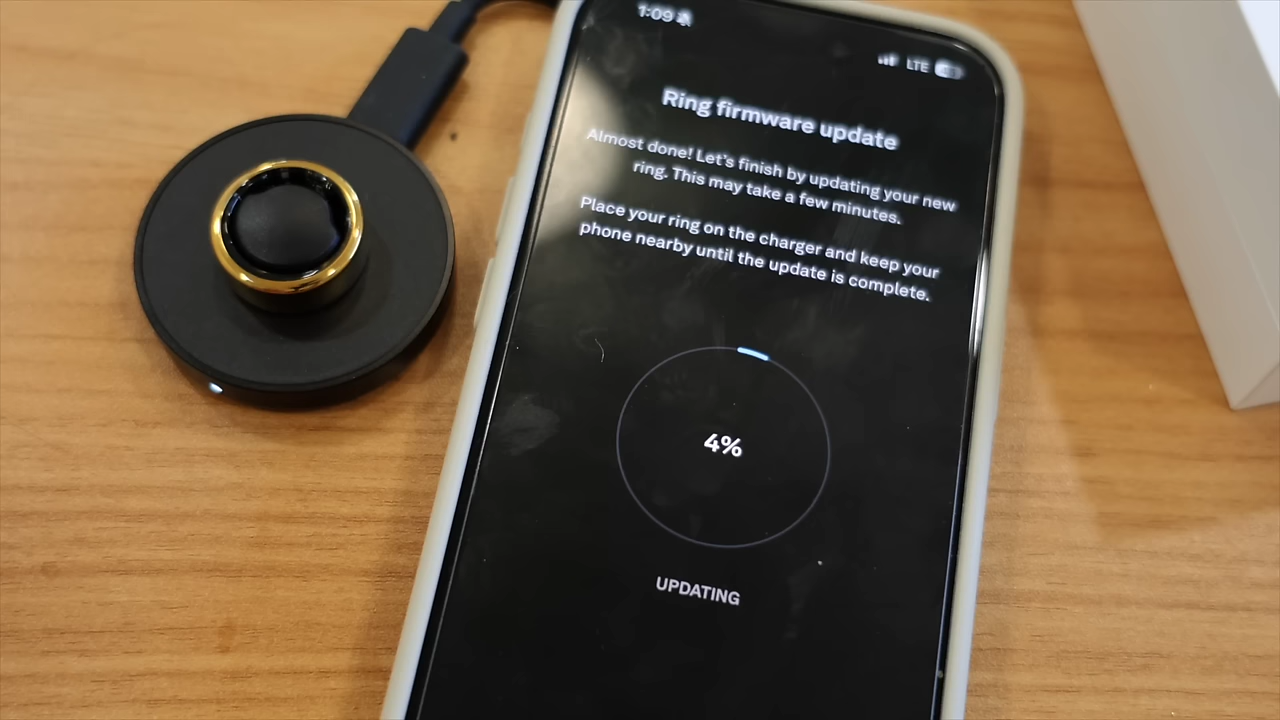 1:09
LTE
Ring firmware update
Almost done! Let's finish by updating your new
ring. This may take a few minutes.
Place your ring on the charger and keep your
phone nearby until the update is complete.
4%
UPDATING